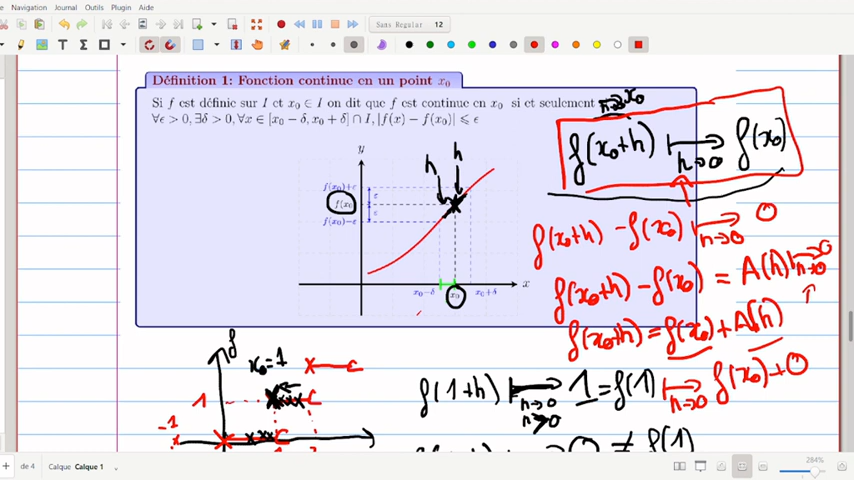 Navigation Journal Outils Plugin Aide
Sans Regular 12
Définition 1: Fonction continue en un point x₀
Si f est définie sur I et x₀ ∈ I on dit que f est continue en x₀ si et seulement
∀ϵ > 0, ∃δ > 0, ∀x ∈ [x₀ − δ, x₀ + δ] ∩ I, |f(x) − f(x₀)| ⩽ ϵ
f(x₀+h) ⟼ f(x₀)
h→0
y
h h
f(x₀)+ε
ε
f(x₀
ε
f(x₀)−ε
x₀−δ x₀ x₀+δ
x
f(x₀+h) − f(x₀) ⟼ 0
h→0
f(x₀+h) − f(x₀) = A(h) ⟼ 0
h→0
f(x₀+h) = f(x₀) + A(h)
⟼ f(x₀) + 0
h→0
f
x₀=1
1
-1
f(1+h) ⟼ 1 = f(1)
h→0
h>0
0 ≠ f(1)
de 4 Calque Calque 1
284%